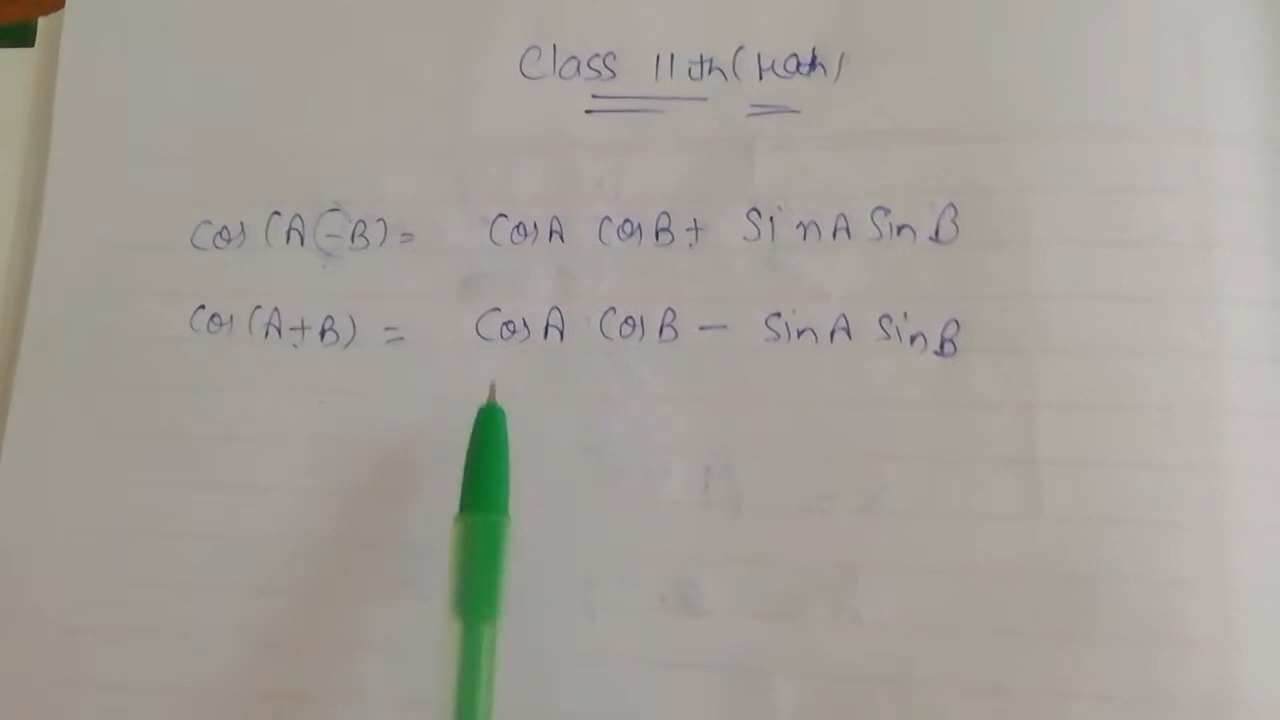 Class 11th (Math)
cos (A-B) = cosA cosB + SinA SinB
cos (A+B) = cosA cosB - sinA sinB